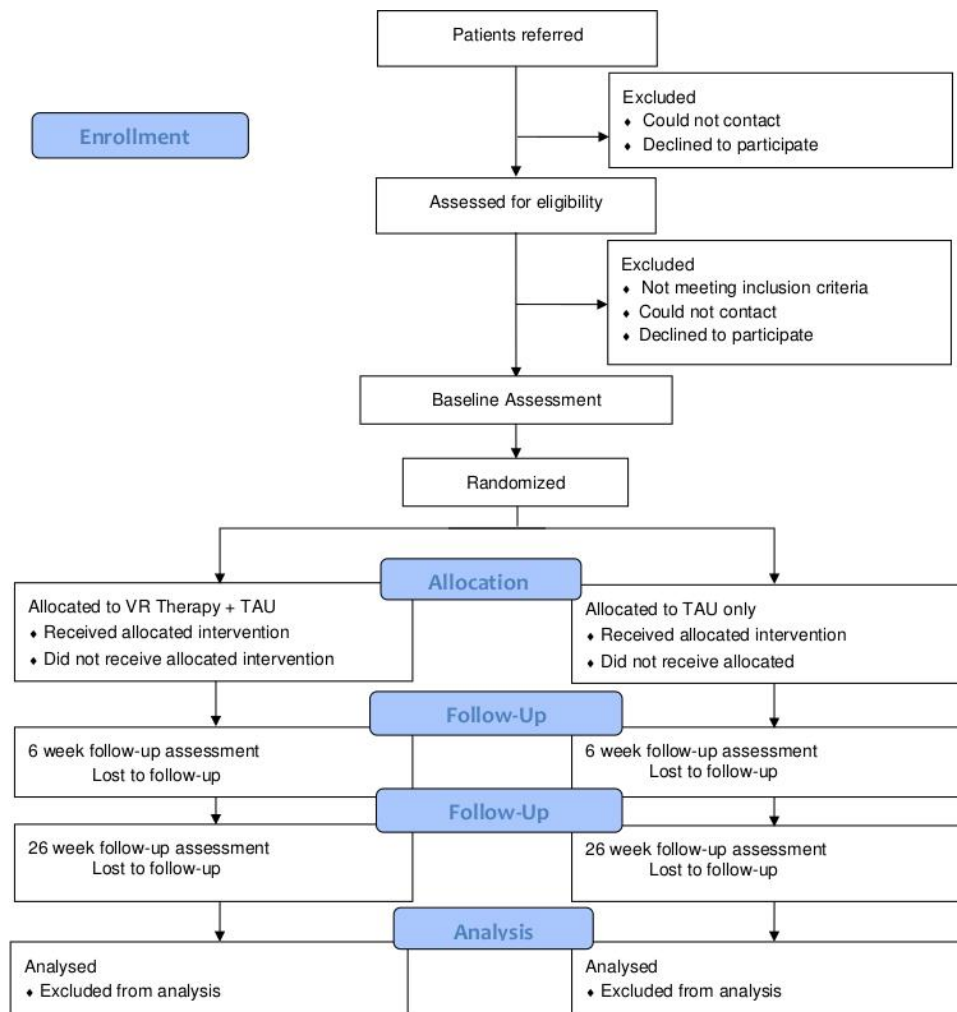 Patients referred
Excluded
♦ Could not contact
♦ Declined to participate
Enrollment
Assessed for eligibility
Excluded
♦ Not meeting inclusion criteria
♦ Could not contact
♦ Declined to participate
Baseline Assessment
Randomized
Allocation
Allocated to VR Therapy + TAU
♦ Received allocated intervention
♦ Did not receive allocated intervention
Allocated to TAU only
♦ Received allocated intervention
♦ Did not receive allocated
Follow-Up
6 week follow-up assessment
Lost to follow-up
6 week follow-up assessment
Lost to follow-up
Follow-Up
26 week follow-up assessment
Lost to follow-up
26 week follow-up assessment
Lost to follow-up
Analysis
Analysed
♦ Excluded from analysis
Analysed
♦ Excluded from analysis